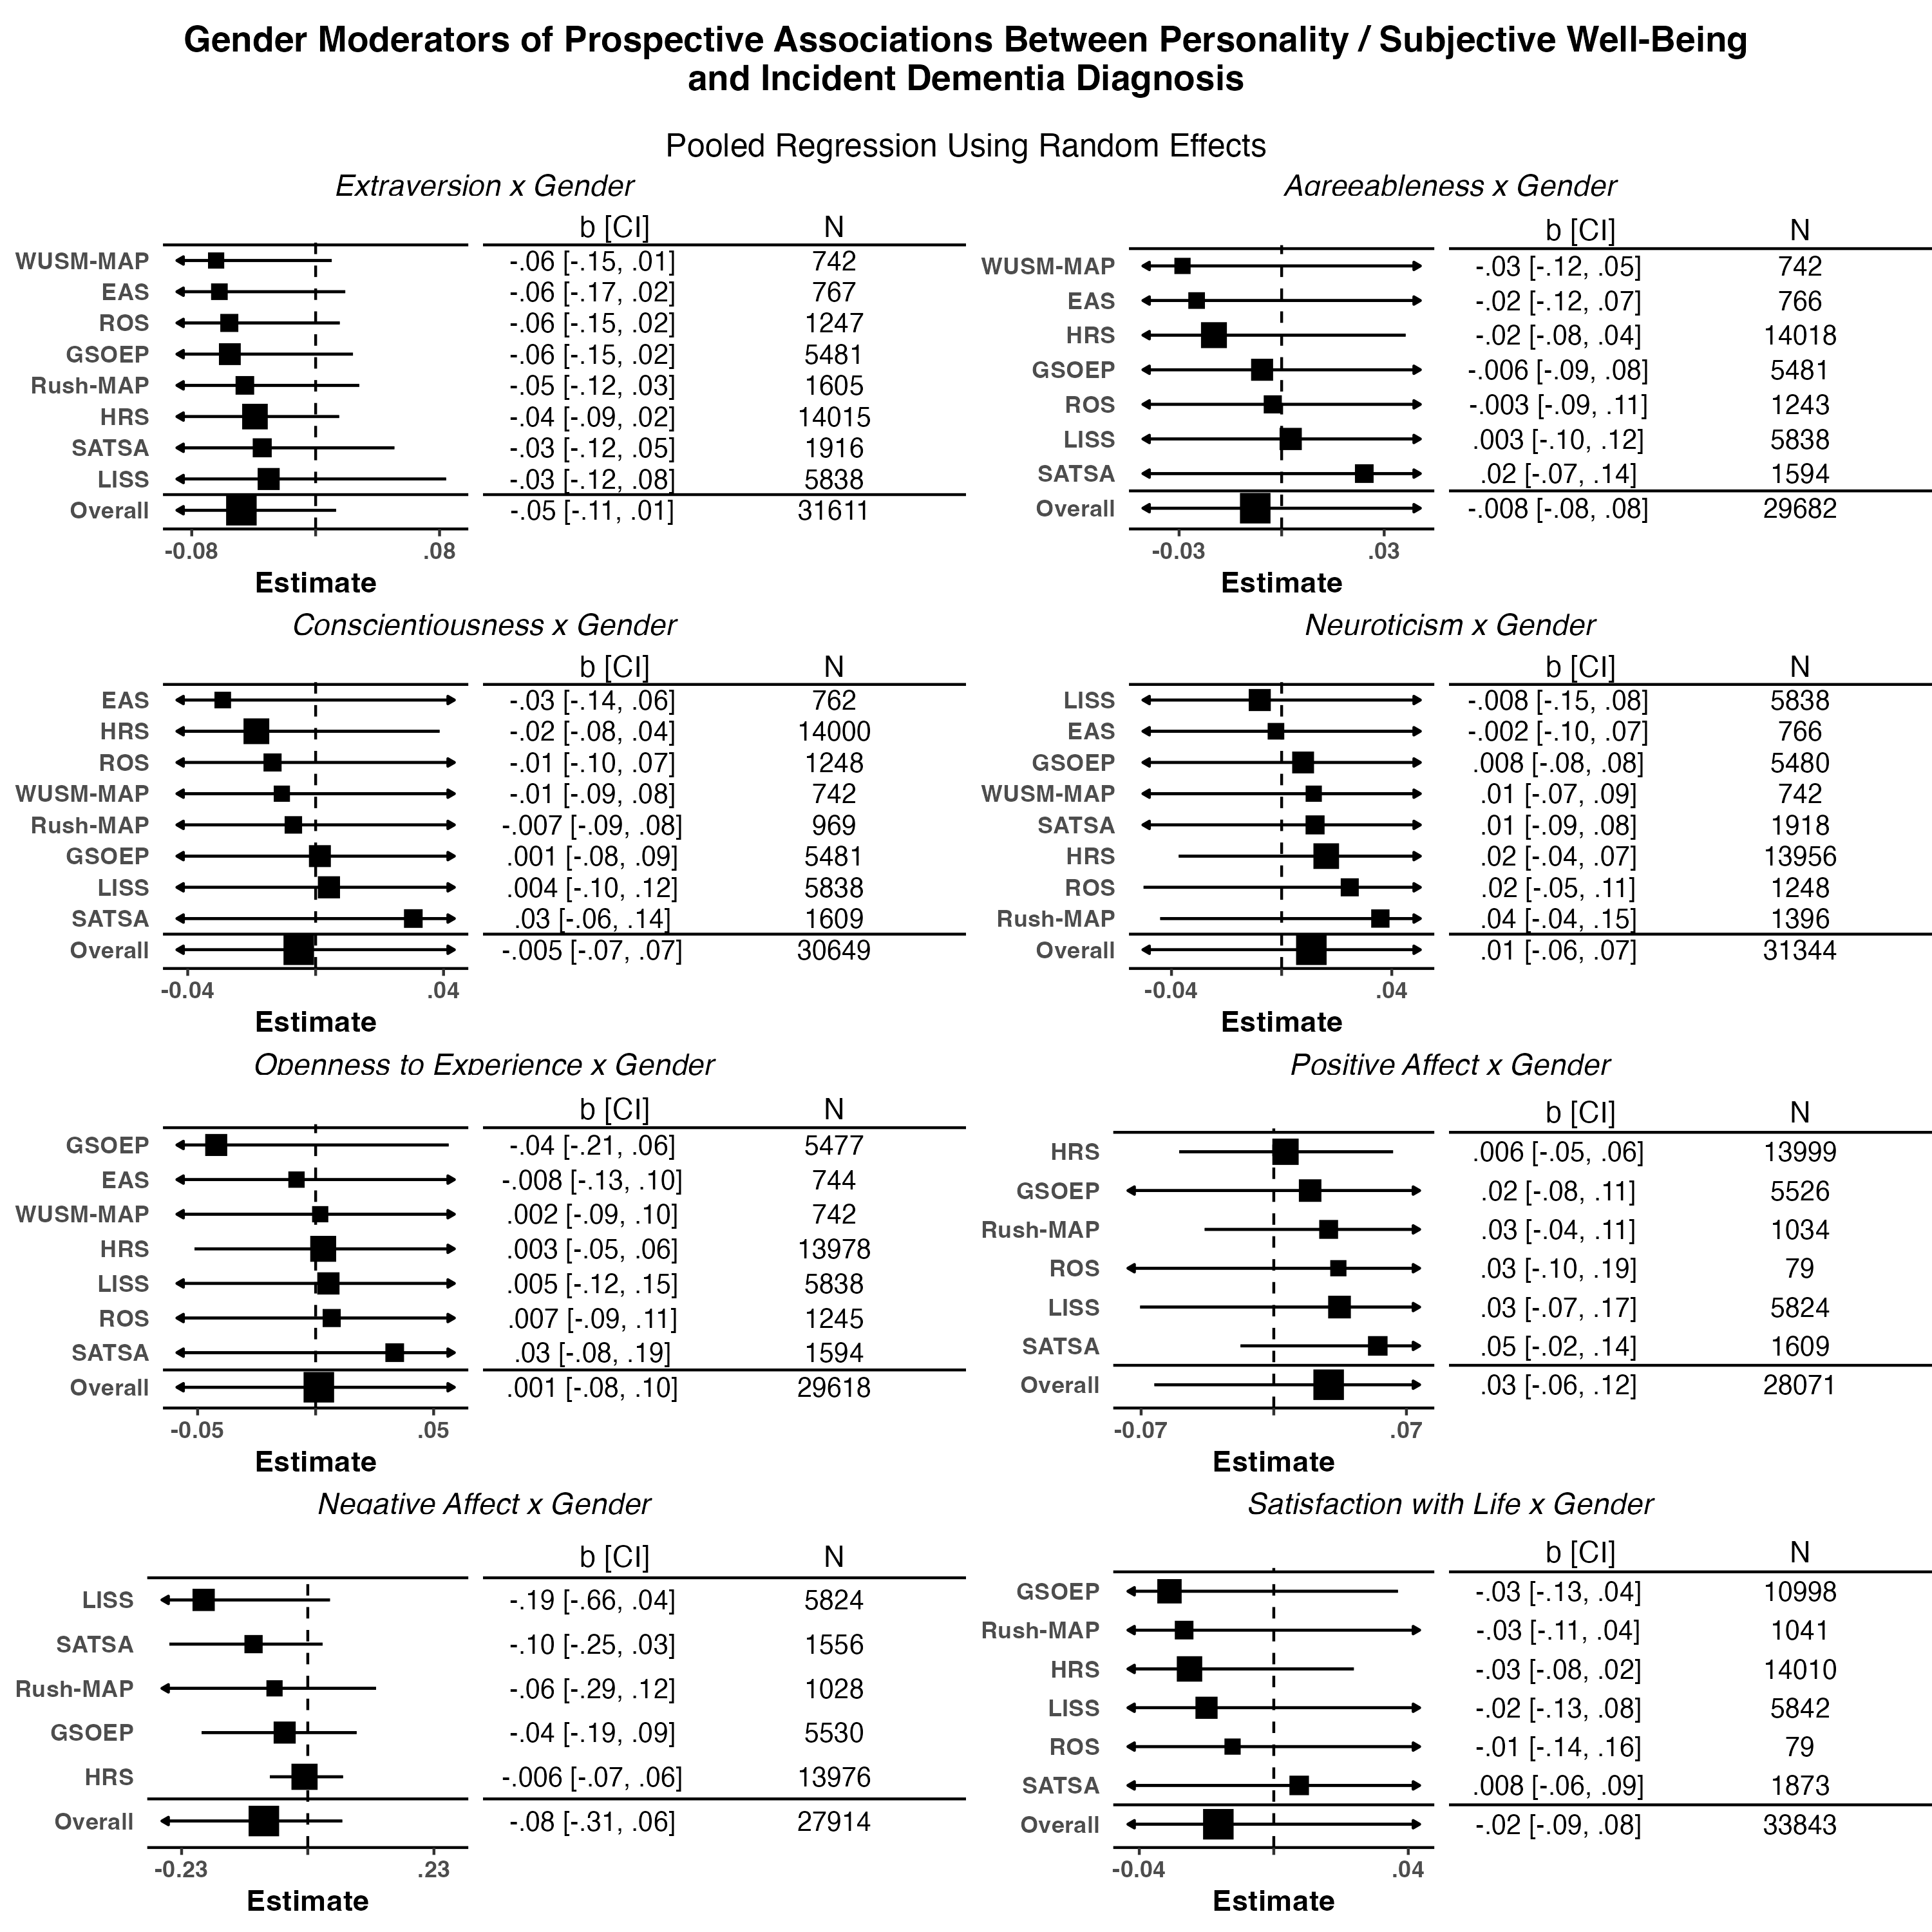 Gender Moderators of Prospective Associations Between Personality / Subjective Well-Being
and Incident Dementia Diagnosis
Pooled Regression Using Random Effects
Extraversion x Gender
b [CI] N
WUSM-MAP -.06 [-.15, .01] 742
EAS -.06 [-.17, .02] 767
ROS -.06 [-.15, .02] 1247
GSOEP -.06 [-.15, .02] 5481
Rush-MAP -.05 [-.12, .03] 1605
HRS -.04 [-.09, .02] 14015
SATSA -.03 [-.12, .05] 1916
LISS -.03 [-.12, .08] 5838
Overall -.05 [-.11, .01] 31611
-0.08 .08
Estimate
Agreeableness x Gender
b [CI] N
WUSM-MAP -.03 [-.12, .05] 742
EAS -.02 [-.12, .07] 766
HRS -.02 [-.08, .04] 14018
GSOEP -.006 [-.09, .08] 5481
ROS -.003 [-.09, .11] 1243
LISS .003 [-.10, .12] 5838
SATSA .02 [-.07, .14] 1594
Overall -.008 [-.08, .08] 29682
-0.03 .03
Estimate
Conscientiousness x Gender
b [CI] N
EAS -.03 [-.14, .06] 762
HRS -.02 [-.08, .04] 14000
ROS -.01 [-.10, .07] 1248
WUSM-MAP -.01 [-.09, .08] 742
Rush-MAP -.007 [-.09, .08] 969
GSOEP .001 [-.08, .09] 5481
LISS .004 [-.10, .12] 5838
SATSA .03 [-.06, .14] 1609
Overall -.005 [-.07, .07] 30649
-0.04 .04
Estimate
Neuroticism x Gender
b [CI] N
LISS -.008 [-.15, .08] 5838
EAS -.002 [-.10, .07] 766
GSOEP .008 [-.08, .08] 5480
WUSM-MAP .01 [-.07, .09] 742
SATSA .01 [-.09, .08] 1918
HRS .02 [-.04, .07] 13956
ROS .02 [-.05, .11] 1248
Rush-MAP .04 [-.04, .15] 1396
Overall .01 [-.06, .07] 31344
-0.04 .04
Estimate
Openness to Experience x Gender
b [CI] N
GSOEP -.04 [-.21, .06] 5477
EAS -.008 [-.13, .10] 744
WUSM-MAP .002 [-.09, .10] 742
HRS .003 [-.05, .06] 13978
LISS .005 [-.12, .15] 5838
ROS .007 [-.09, .11] 1245
SATSA .03 [-.08, .19] 1594
Overall .001 [-.08, .10] 29618
-0.05 .05
Estimate
Positive Affect x Gender
b [CI] N
HRS .006 [-.05, .06] 13999
GSOEP .02 [-.08, .11] 5526
Rush-MAP .03 [-.04, .11] 1034
ROS .03 [-.10, .19] 79
LISS .03 [-.07, .17] 5824
SATSA .05 [-.02, .14] 1609
Overall .03 [-.06, .12] 28071
-0.07 .07
Estimate
Negative Affect x Gender
b [CI] N
LISS -.19 [-.66, .04] 5824
SATSA -.10 [-.25, .03] 1556
Rush-MAP -.06 [-.29, .12] 1028
GSOEP -.04 [-.19, .09] 5530
HRS -.006 [-.07, .06] 13976
Overall -.08 [-.31, .06] 27914
-0.23 .23
Estimate
Satisfaction with Life x Gender
b [CI] N
GSOEP -.03 [-.13, .04] 10998
Rush-MAP -.03 [-.11, .04] 1041
HRS -.03 [-.08, .02] 14010
LISS -.02 [-.13, .08] 5842
ROS -.01 [-.14, .16] 79
SATSA .008 [-.06, .09] 1873
Overall -.02 [-.09, .08] 33843
-0.04 .04
Estimate